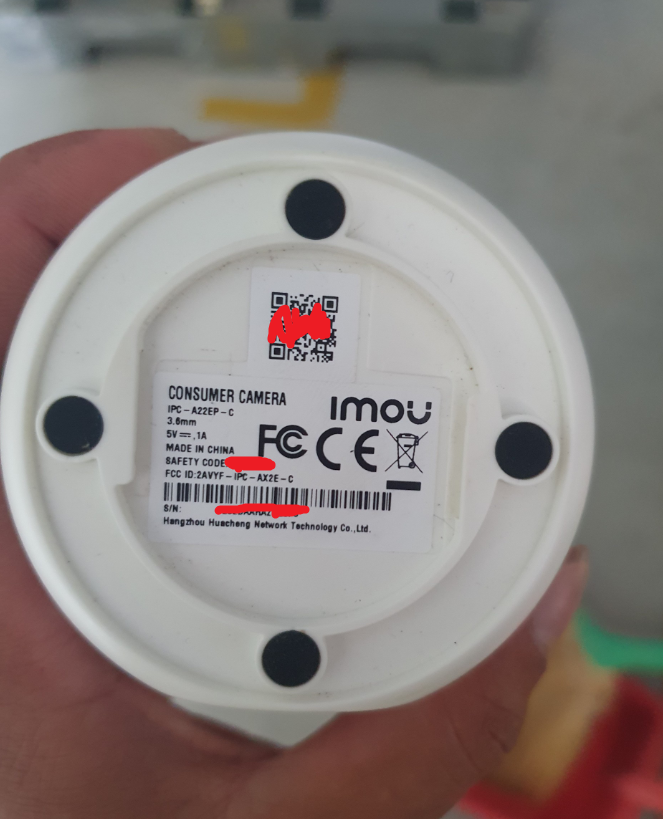 CONSUMER CAMERA
imou
IPC-A22EP-C
3.6mm
5V⎓,1A
FC CE
MADE IN CHINA
SAFETY CODE
FCC ID:2AVYF-IPC-AX2E-C
S/N:
Hangzhou Huacheng Network Technology Co.,Ltd.